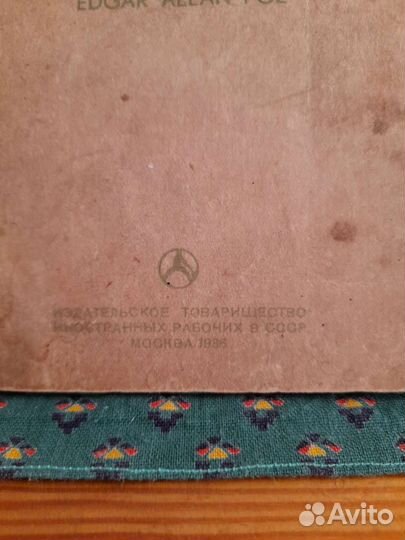 EDGAR ALLAN POE
ИЗДАТЕЛЬСКОЕ ТОВАРИЩЕСТВО
ИНОСТРАННЫХ РАБОЧИХ В СССР
МОСКВА 1936
Avito